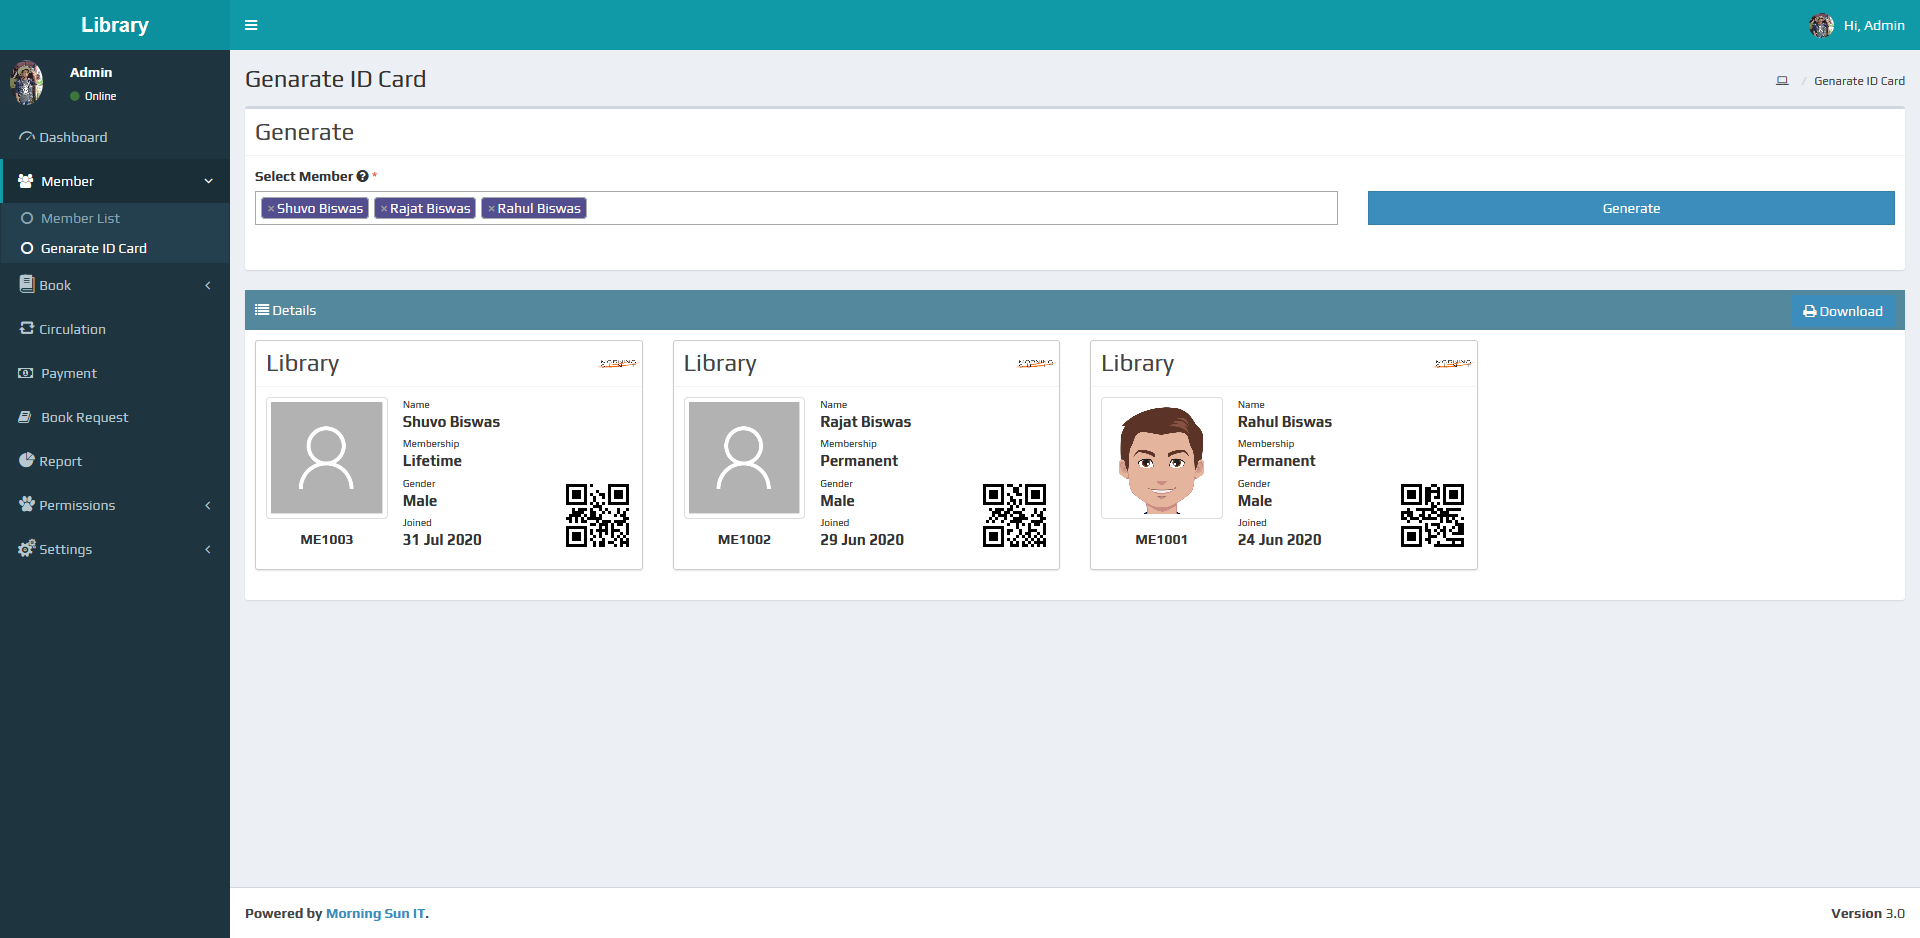 Library
Hi, Admin
Admin
Online
Dashboard
Member
Member List
Genarate ID Card
Book
Circulation
Payment
Book Request
Report
Permissions
Settings
Genarate ID Card
/ Genarate ID Card
Generate
Select Member *
×Shuvo Biswas ×Rajat Biswas ×Rahul Biswas
Generate
Details
Download
Library
Name
Shuvo Biswas
Membership
Lifetime
Gender
Male
Joined
31 Jul 2020
ME1003
Library
Name
Rajat Biswas
Membership
Permanent
Gender
Male
Joined
29 Jun 2020
ME1002
Library
Name
Rahul Biswas
Membership
Permanent
Gender
Male
Joined
24 Jun 2020
ME1001
Powered by Morning Sun IT.
Version 3.0